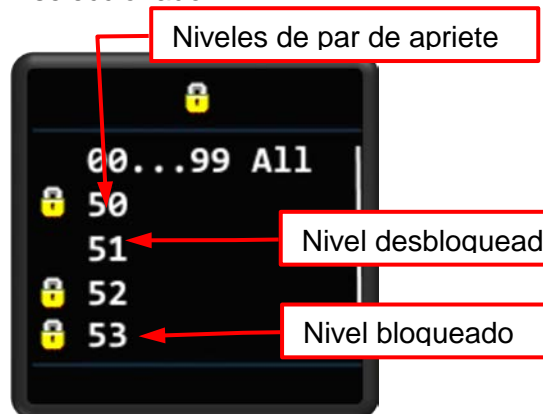 Niveles de par de apriete
00...99 All
50
51
Nivel desbloquead
52
53
Nivel bloqueado